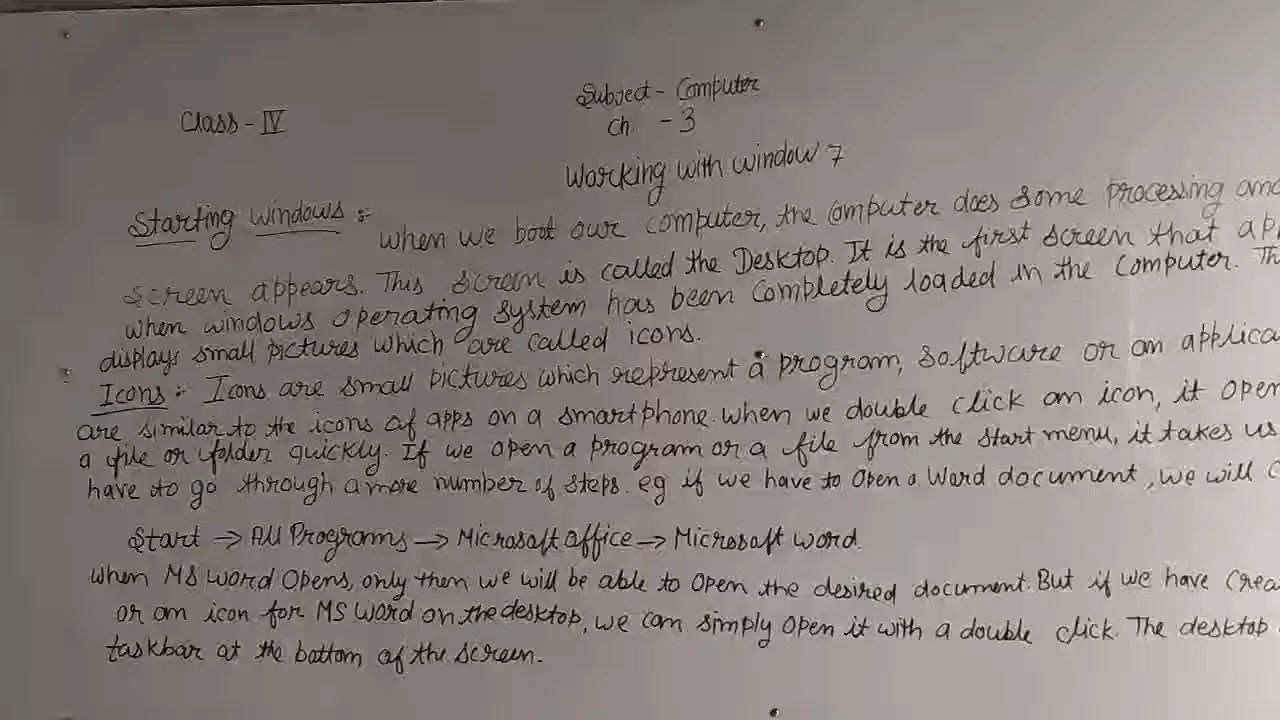 Subject - Computer
Class - IV
Ch - 3
Working with window 7
Starting windows :- when we boot our computer, the computer does some processing and
screen appears. This screen is called the Desktop. It is the first screen that
when windows operating system has been completely loaded in the computer.
displays small pictures which are called icons.
Icons :- Icons are small pictures which represent a program, software or an
are similar to the icons of apps on a smartphone. when we double click an icon, it
a file or folder quickly. If we open a program or a file from the start menu, it takes us
have to go through a more number of steps. eg if we have to open a Word document, we will
Start → All Programs → Microsoft office → Microsoft word.
when MS word opens, only then we will be able to open the desired document. But if we have
or an icon for MS word on the desktop, we can simply open it with a double click. The desktop
taskbar at the bottom of the screen.